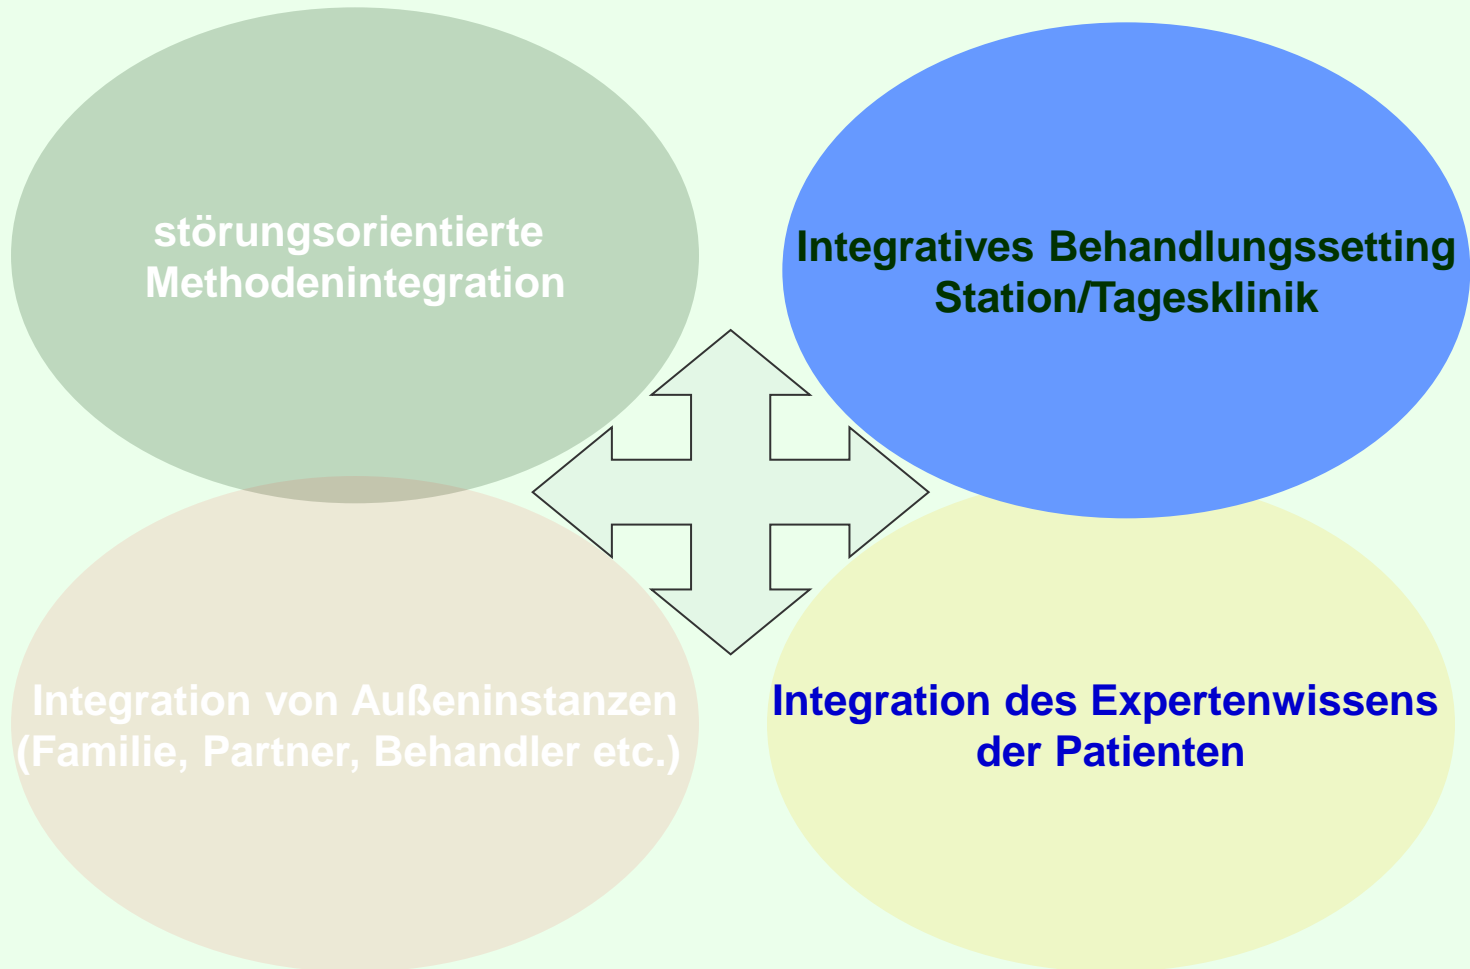 störungsorientierte
Methodenintegration
Integratives Behandlungssetting
Station/Tagesklinik
Integration von Außeninstanzen
(Familie, Partner, Behandler etc.)
Integration des Expertenwissens
der Patienten